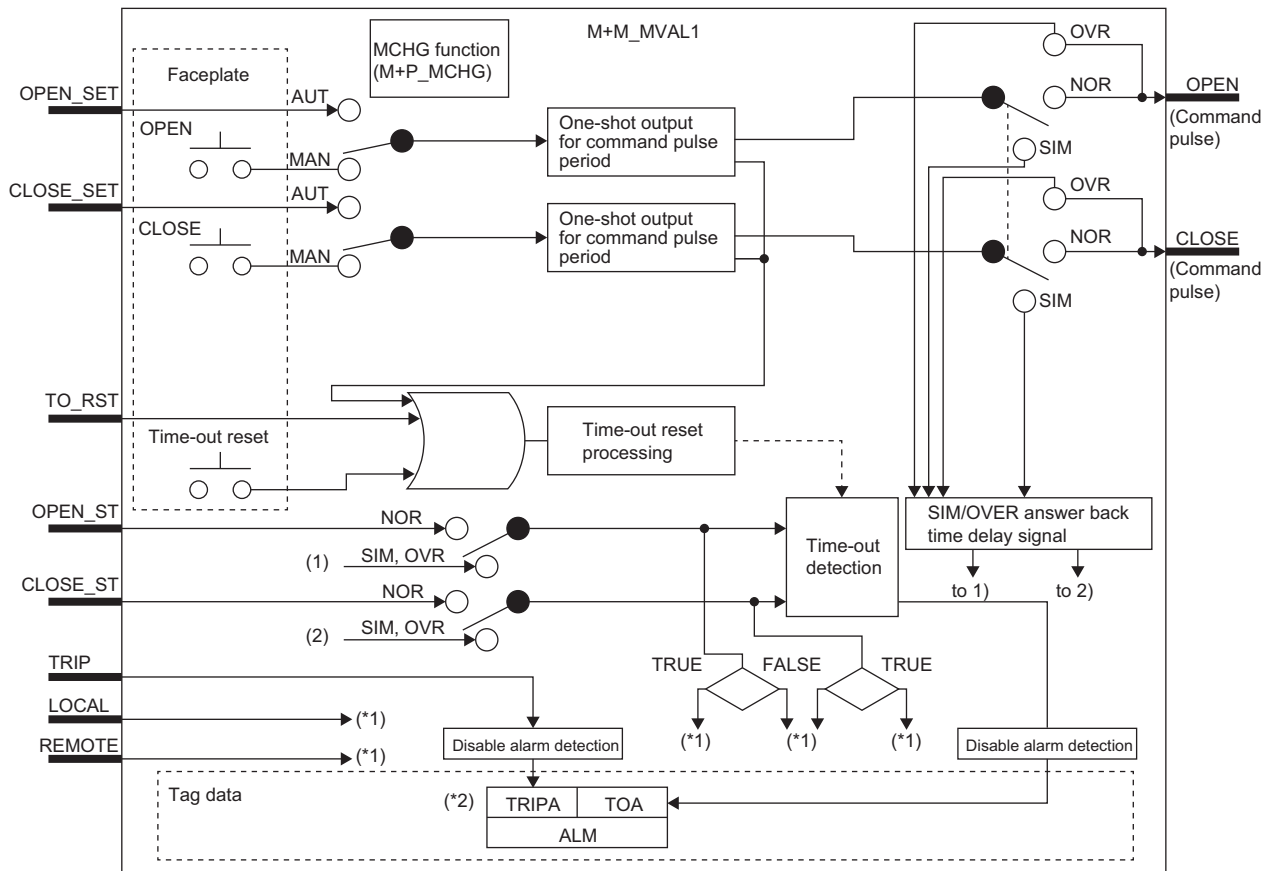 M+M_MVAL1
MCHG function
(M+P_MCHG)
Faceplate
OPEN_SET
AUT
OPEN
MAN
CLOSE_SET
AUT
CLOSE
MAN
One-shot output
for command pulse
period
One-shot output
for command pulse
period
OVR
NOR
SIM
OPEN
(Command
pulse)
OVR
NOR
SIM
CLOSE
(Command
pulse)
TO_RST
Time-out reset
Time-out reset
processing
OPEN_ST
NOR
(1)
SIM, OVR
CLOSE_ST
NOR
(2)
SIM, OVR
Time-out
detection
SIM/OVER answer back
time delay signal
to 1)
to 2)
TRUE
FALSE
TRUE
(*1)
(*1)
(*1)
(*1)
TRIP
LOCAL
(*1)
REMOTE
(*1)
Disable alarm detection
Disable alarm detection
Tag data
(*2)
TRIPA
TOA
ALM